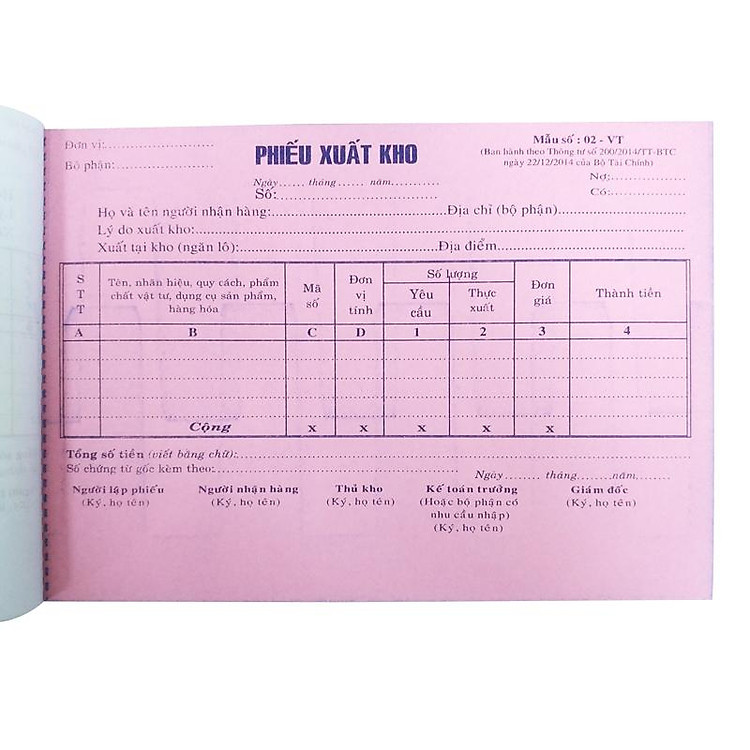 Đơn vị:..........................
Bộ phận:.........................
PHIẾU XUẤT KHO
Mẫu số : 02 - VT
(Ban hành theo Thông tư số 200/2014/TT-BTC
ngày 22/12/2014 của Bộ Tài Chính)
Ngày...... tháng...... năm...........
Số:........................................
Nợ:....................
Có:....................
Họ và tên người nhận hàng:................................Địa chỉ (bộ phận)........................
Lý do xuất kho:........................................................................
Xuất tại kho (ngăn lô):................................Địa điểm................................
STT
Tên, nhãn hiệu, quy cách, phẩm chất vật tư, dụng cụ sản phẩm, hàng hóa
Mã số
Đơn vị tính
Số lượng
Yêu cầu
Thực xuất
Đơn giá
Thành tiền
A B C D 1 2 3 4
Cộng x x x x x
Tổng số tiền (viết bằng chữ):................................................................
Số chứng từ gốc kèm theo:................................................
Ngày....... tháng.......năm.......
Người lập phiếu Người nhận hàng Thủ kho Kế toán trưởng Giám đốc
(Ký, họ tên) (Ký, họ tên) (Ký, họ tên) (Hoặc bộ phận có (Ký, họ tên)
nhu cầu nhập)
(Ký, họ tên)